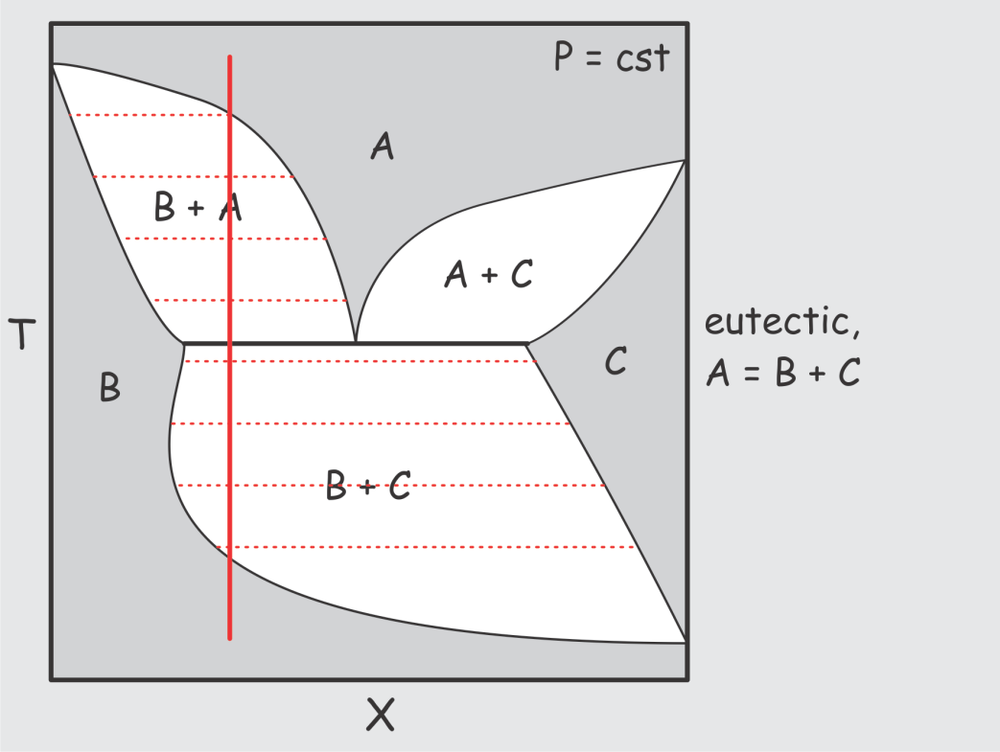 P = cst
A
B + A
A + C
T
eutectic,
A = B + C
C
B
B + C
X